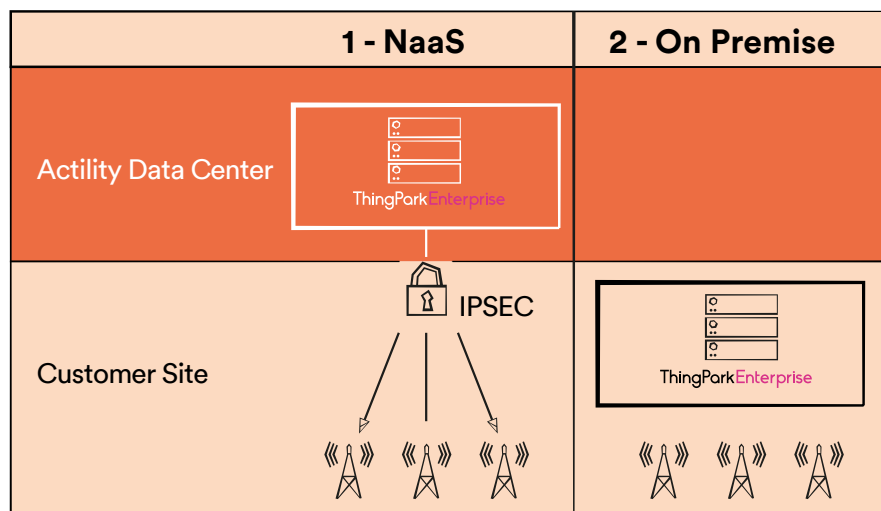 1 - NaaS
2 - On Premise
Actility Data Center
ThingParkEnterprise
IPSEC
Customer Site
ThingParkEnterprise